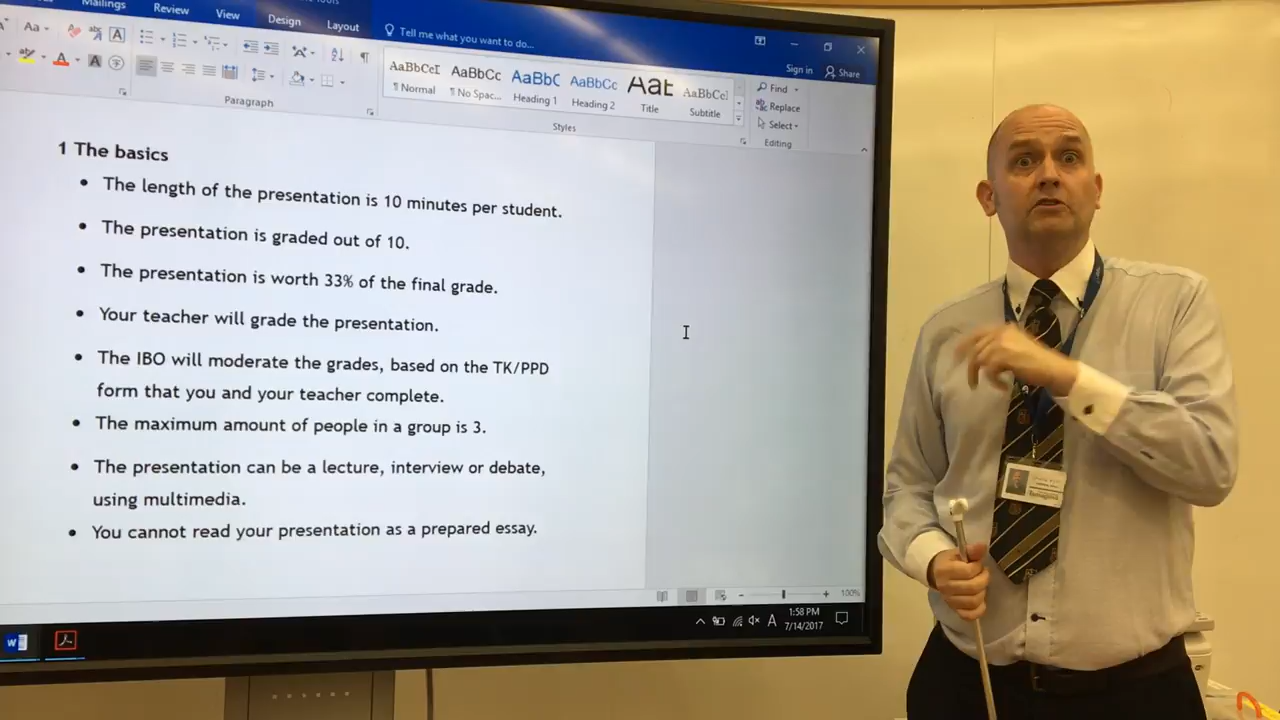 Mailings
Review
View
Design
Layout
Tell me what you want to do...
Sign in
Share
Aa
A
A
A
A
AaBbCcI
AaBbCc
AaBbC
AaBbCc
AaB
AaBbCcl
¶ Normal
¶ No Spac...
Heading 1
Heading 2
Title
Subtitle
Find
Replace
Select
Paragraph
Styles
Editing
1 The basics
• The length of the presentation is 10 minutes per student.
• The presentation is graded out of 10.
• The presentation is worth 33% of the final grade.
• Your teacher will grade the presentation.
• The IBO will moderate the grades, based on the TK/PPD
form that you and your teacher complete.
• The maximum amount of people in a group is 3.
• The presentation can be a lecture, interview or debate,
using multimedia.
• You cannot read your presentation as a prepared essay.
100%
A
1:58 PM
7/14/2017
W